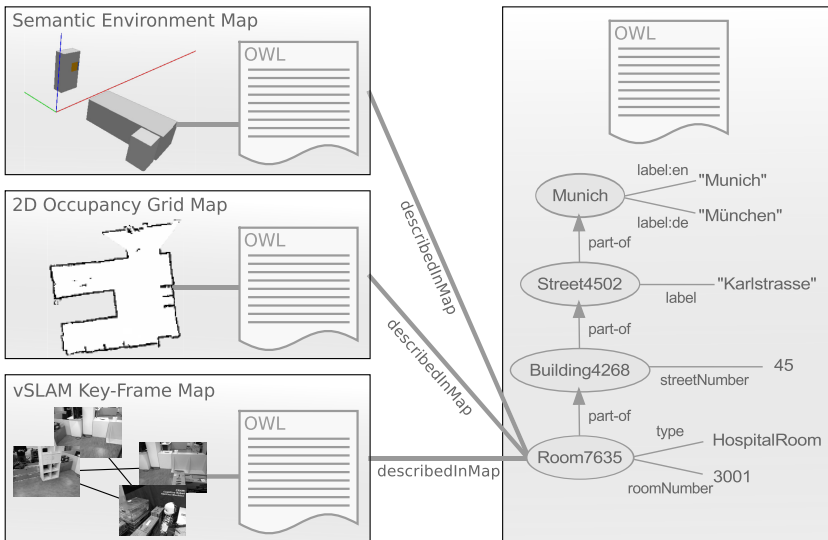 Semantic Environment Map
OWL
2D Occupancy Grid Map
OWL
vSLAM Key-Frame Map
OWL
describedInMap
describedInMap
describedInMap
OWL
Munich
label:en
"Munich"
label:de
"München"
part-of
Street4502
label
"Karlstrasse"
part-of
Building4268
streetNumber
45
part-of
Room7635
type
HospitalRoom
roomNumber
3001